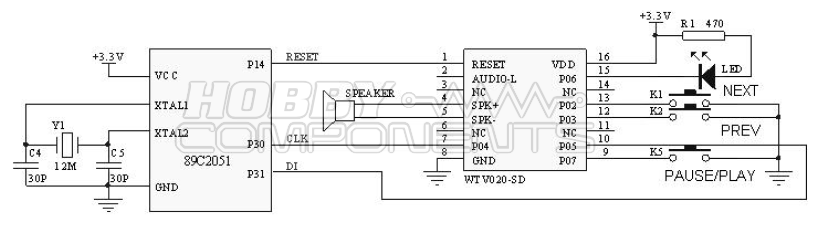 +3.3V
R1 470
LED
+3.3V
VCC
P14
RESET
XTAL1
XTAL2
Y1
12M
C4
30P
C5
30P
89C2051
P30
CLK
P31
DI
GND
SPEAKER
1
2
3
4
5
6
7
8
RESET
AUDIO-L
NC
SPK+
SPK-
NC
P04
GND
VDD
P06
NC
P02
P03
NC
P05
P07
16
15
14
13
12
11
10
9
WTV020-SD
K1
NEXT
K2
PREV
K5
PAUSE/PLAY
HOBBY
COMPONENTS